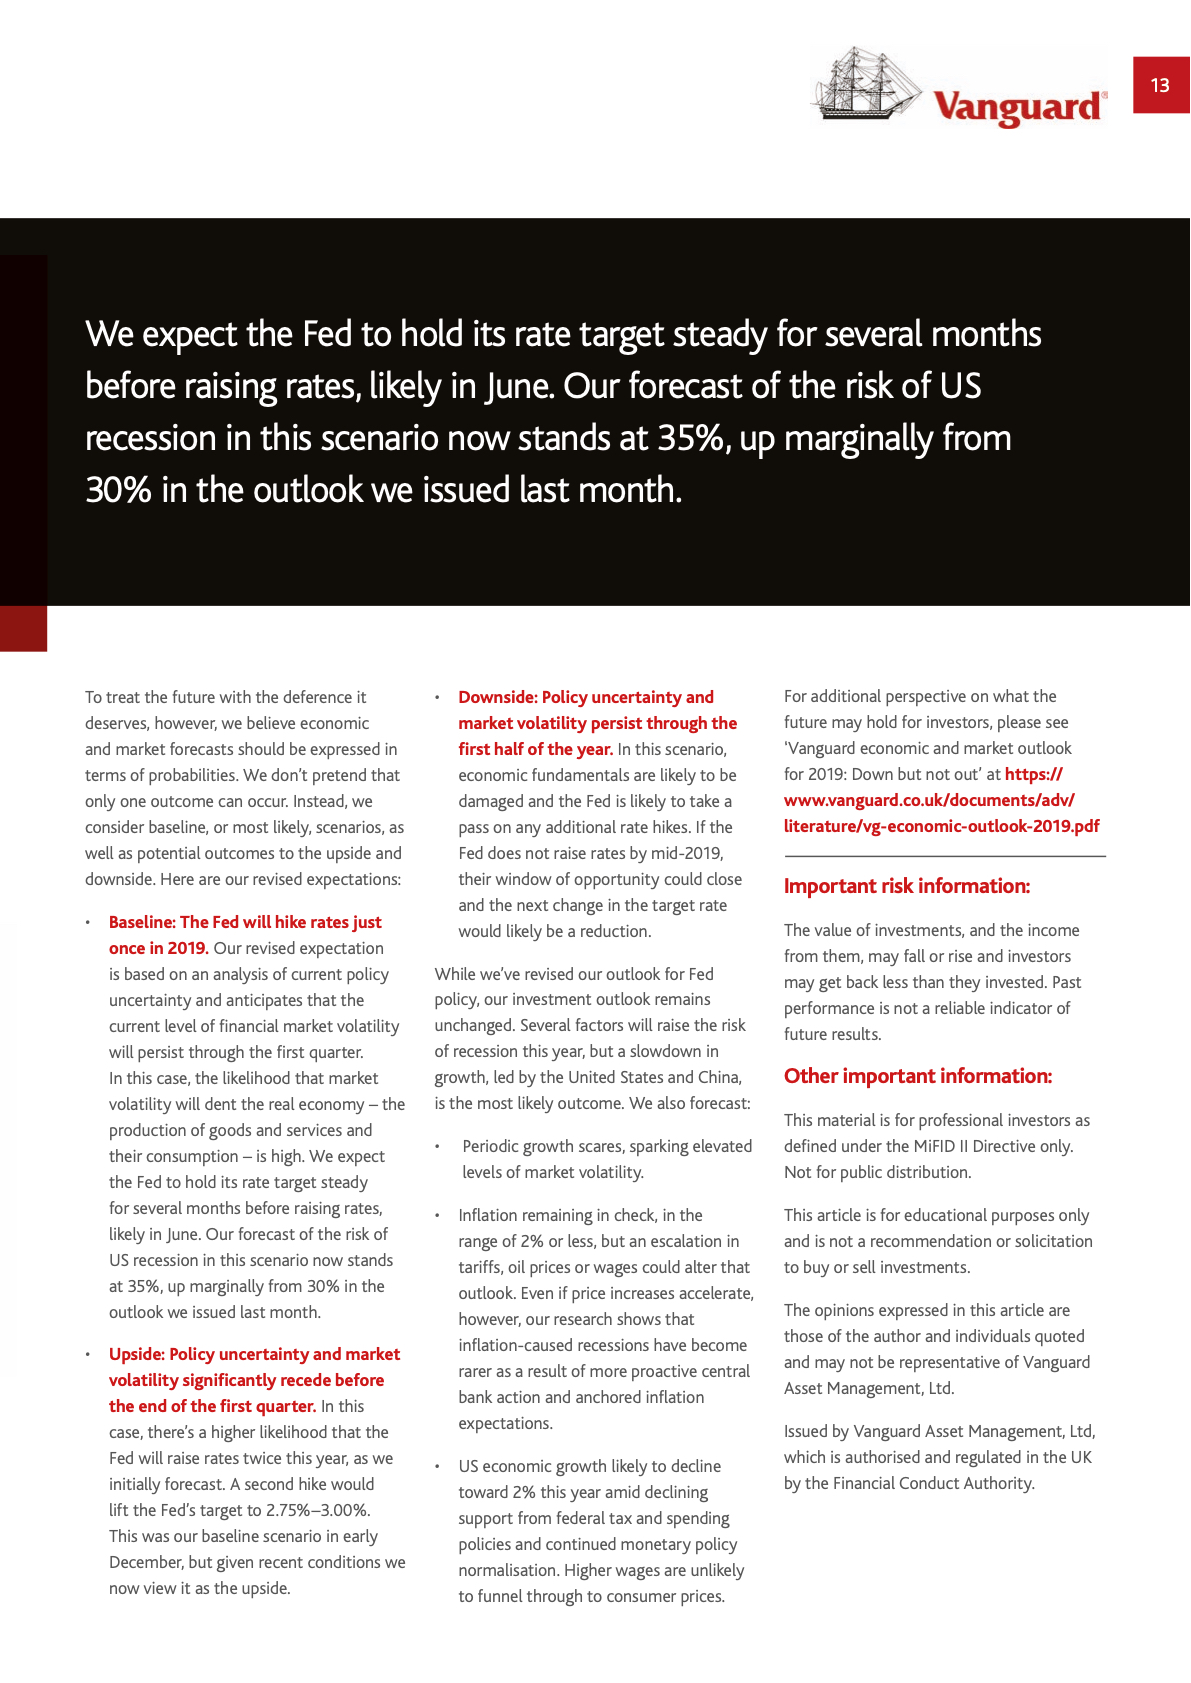 Vanguard®
13
We expect the Fed to hold its rate target steady for several months
before raising rates, likely in June. Our forecast of the risk of US
recession in this scenario now stands at 35%, up marginally from
30% in the outlook we issued last month.
To treat the future with the deference it
deserves, however, we believe economic
and market forecasts should be expressed in
terms of probabilities. We don’t pretend that
only one outcome can occur. Instead, we
consider baseline, or most likely, scenarios, as
well as potential outcomes to the upside and
downside. Here are our revised expectations:
• Baseline: The Fed will hike rates just
once in 2019. Our revised expectation
is based on an analysis of current policy
uncertainty and anticipates that the
current level of financial market volatility
will persist through the first quarter.
In this case, the likelihood that market
volatility will dent the real economy – the
production of goods and services and
their consumption – is high. We expect
the Fed to hold its rate target steady
for several months before raising rates,
likely in June. Our forecast of the risk of
US recession in this scenario now stands
at 35%, up marginally from 30% in the
outlook we issued last month.
• Upside: Policy uncertainty and market
volatility significantly recede before
the end of the first quarter. In this
case, there’s a higher likelihood that the
Fed will raise rates twice this year, as we
initially forecast. A second hike would
lift the Fed’s target to 2.75%–3.00%.
This was our baseline scenario in early
December, but given recent conditions we
now view it as the upside.
• Downside: Policy uncertainty and
market volatility persist through the
first half of the year. In this scenario,
economic fundamentals are likely to be
damaged and the Fed is likely to take a
pass on any additional rate hikes. If the
Fed does not raise rates by mid-2019,
their window of opportunity could close
and the next change in the target rate
would likely be a reduction.
While we’ve revised our outlook for Fed
policy, our investment outlook remains
unchanged. Several factors will raise the risk
of recession this year, but a slowdown in
growth, led by the United States and China,
is the most likely outcome. We also forecast:
• Periodic growth scares, sparking elevated
levels of market volatility.
• Inflation remaining in check, in the
range of 2% or less, but an escalation in
tariffs, oil prices or wages could alter that
outlook. Even if price increases accelerate,
however, our research shows that
inflation-caused recessions have become
rarer as a result of more proactive central
bank action and anchored inflation
expectations.
• US economic growth likely to decline
toward 2% this year amid declining
support from federal tax and spending
policies and continued monetary policy
normalisation. Higher wages are unlikely
to funnel through to consumer prices.
For additional perspective on what the
future may hold for investors, please see
‘Vanguard economic and market outlook
for 2019: Down but not out’ at https://
www.vanguard.co.uk/documents/adv/
literature/vg-economic-outlook-2019.pdf
Important risk information:
The value of investments, and the income
from them, may fall or rise and investors
may get back less than they invested. Past
performance is not a reliable indicator of
future results.
Other important information:
This material is for professional investors as
defined under the MiFID II Directive only.
Not for public distribution.
This article is for educational purposes only
and is not a recommendation or solicitation
to buy or sell investments.
The opinions expressed in this article are
those of the author and individuals quoted
and may not be representative of Vanguard
Asset Management, Ltd.
Issued by Vanguard Asset Management, Ltd,
which is authorised and regulated in the UK
by the Financial Conduct Authority.